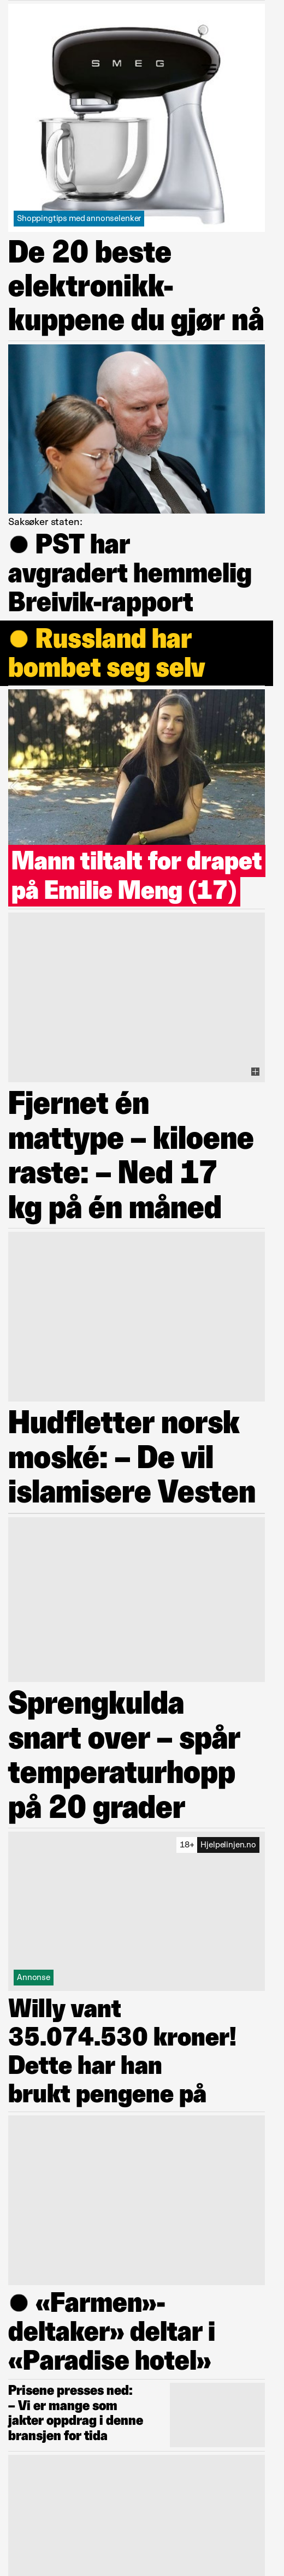 SMEG
Shoppingtips med annonselenker
De 20 beste
elektronikk-
kuppene du gjør nå
Saksøker staten:
● PST har
avgradert hemmelig
Breivik-rapport
● Russland har
bombet seg selv
Mann tiltalt for drapet
på Emilie Meng (17)
Fjernet én
mattype – kiloene
raste: – Ned 17
kg på én måned
Hudfletter norsk
moské: – De vil
islamisere Vesten
Sprengkulda
snart over – spår
temperaturhopp
på 20 grader
18+ Hjelpelinjen.no
Annonse
Willy vant
35.074.530 kroner!
Dette har han
brukt pengene på
● «Farmen»-
deltaker» deltar i
«Paradise hotel»
Prisene presses ned:
– Vi er mange som
jakter oppdrag i denne
bransjen for tida